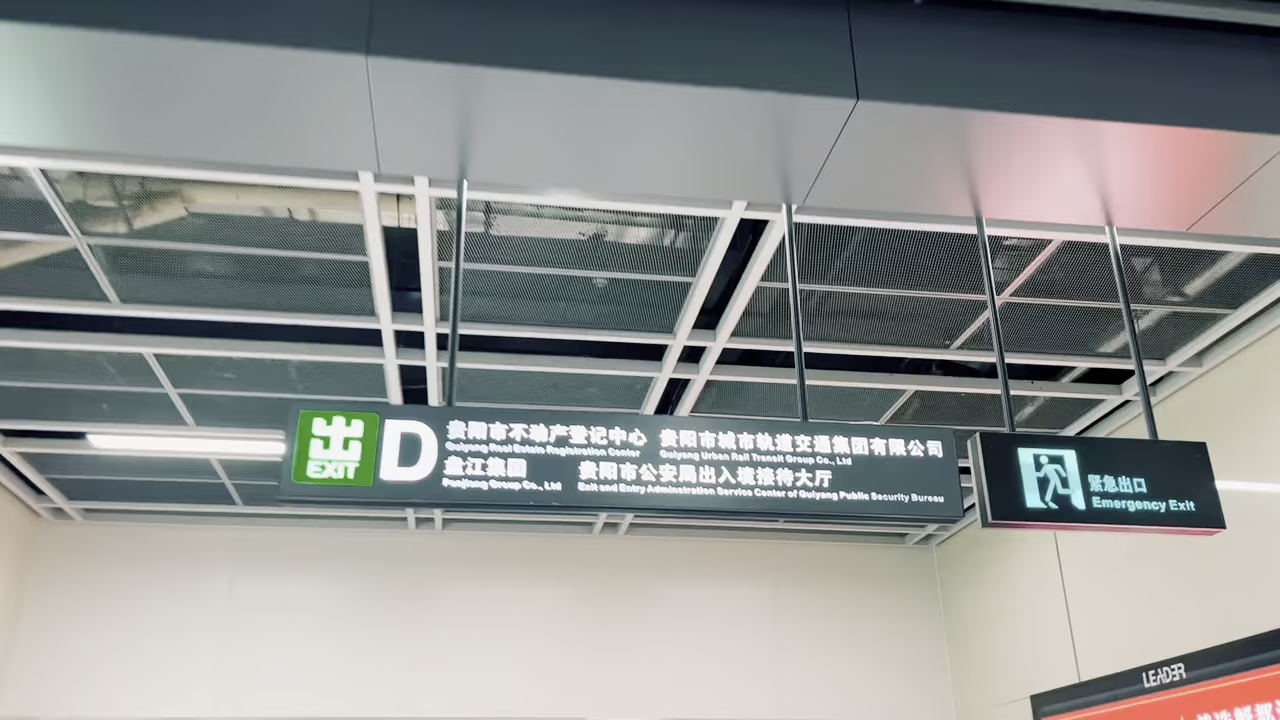 出 EXIT
D
贵阳市不动产登记中心 贵阳市城市轨道交通集团有限公司
Guiyang Real Estate Registration Center Guiyang Urban Rail Transit Group Co., Ltd
盘江集团 贵阳市公安局出入境接待大厅
Panjiang Group Co., Ltd Exit and Entry Adminstration Service Center of Guiyang Public Security Bureau
紧急出口
Emergency Exit
LEADER